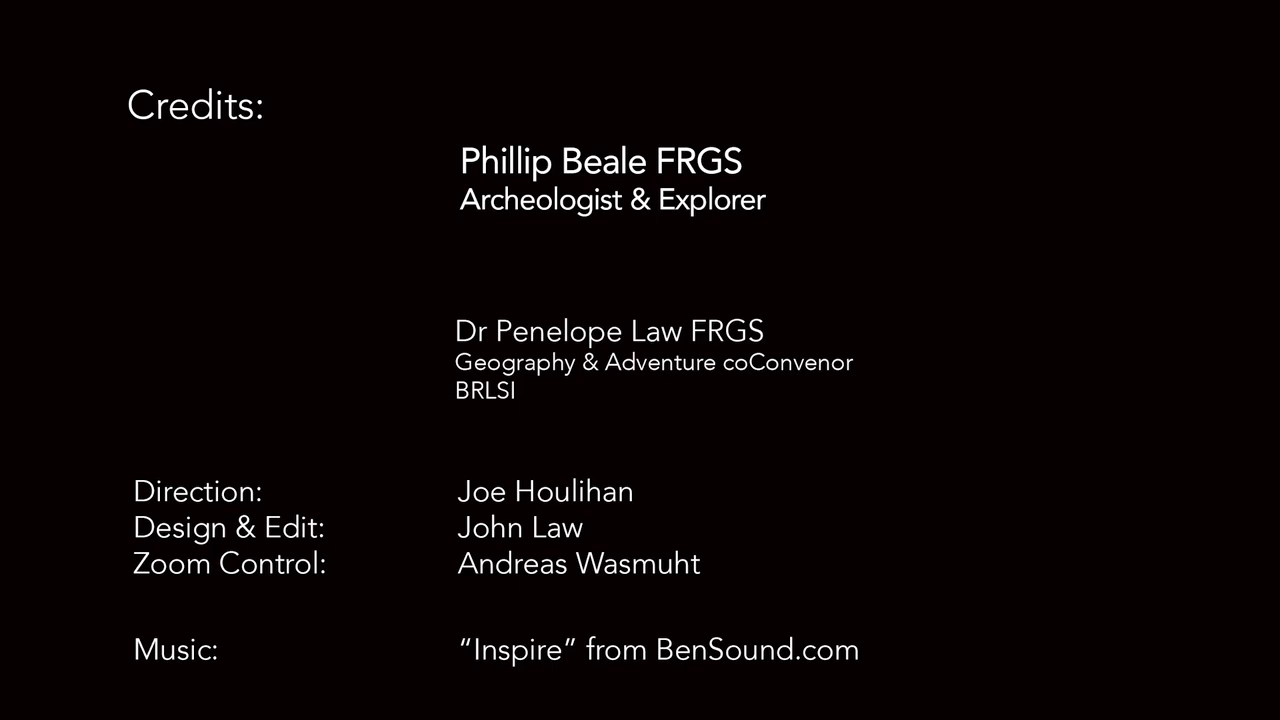 Credits:
Phillip Beale FRGS
Archeologist & Explorer
Dr Penelope Law FRGS
Geography & Adventure coConvenor
BRLSI
Direction: Joe Houlihan
Design & Edit: John Law
Zoom Control: Andreas Wasmuht
Music: “Inspire” from BenSound.com